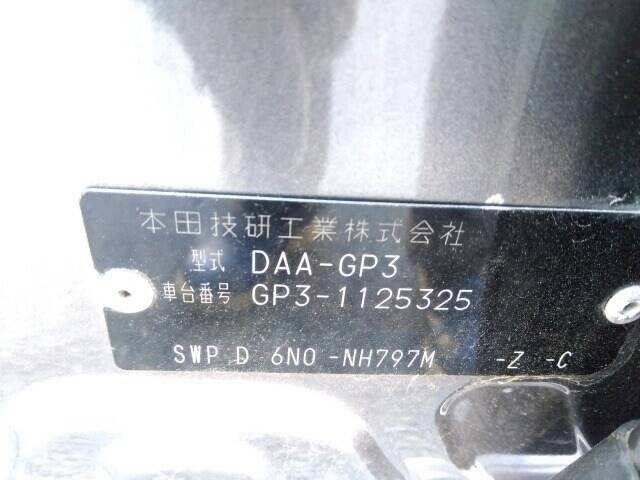 本田技研工業株式会社
型式 DAA-GP3
車台番号 GP3-1125325
SWP D 6N0 -NH797M -Z -C